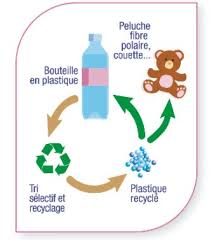 Peluche
fibre
polaire,
couette...
Bouteille
en plastique
Tri
sélectif et
recyclage
Plastique
recyclé